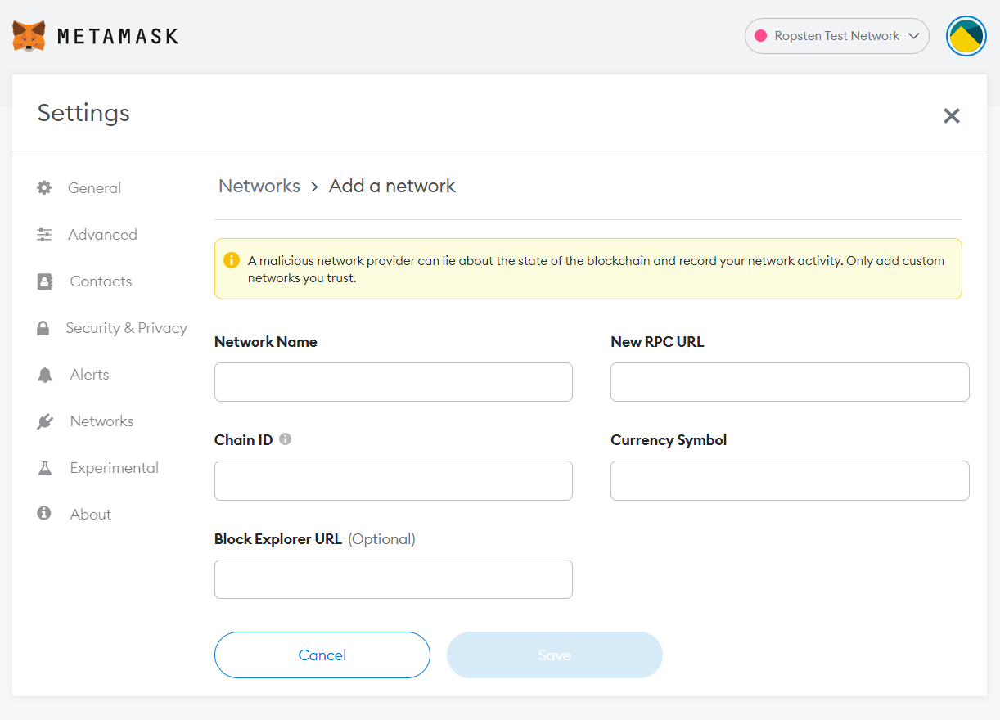 METAMASK
Ropsten Test Network
Settings
General
Advanced
Contacts
Security & Privacy
Alerts
Networks
Experimental
About
Networks > Add a network
A malicious network provider can lie about the state of the blockchain and record your network activity. Only add custom
networks you trust.
Network Name
New RPC URL
Chain ID
Currency Symbol
Block Explorer URL (Optional)
Cancel
Save